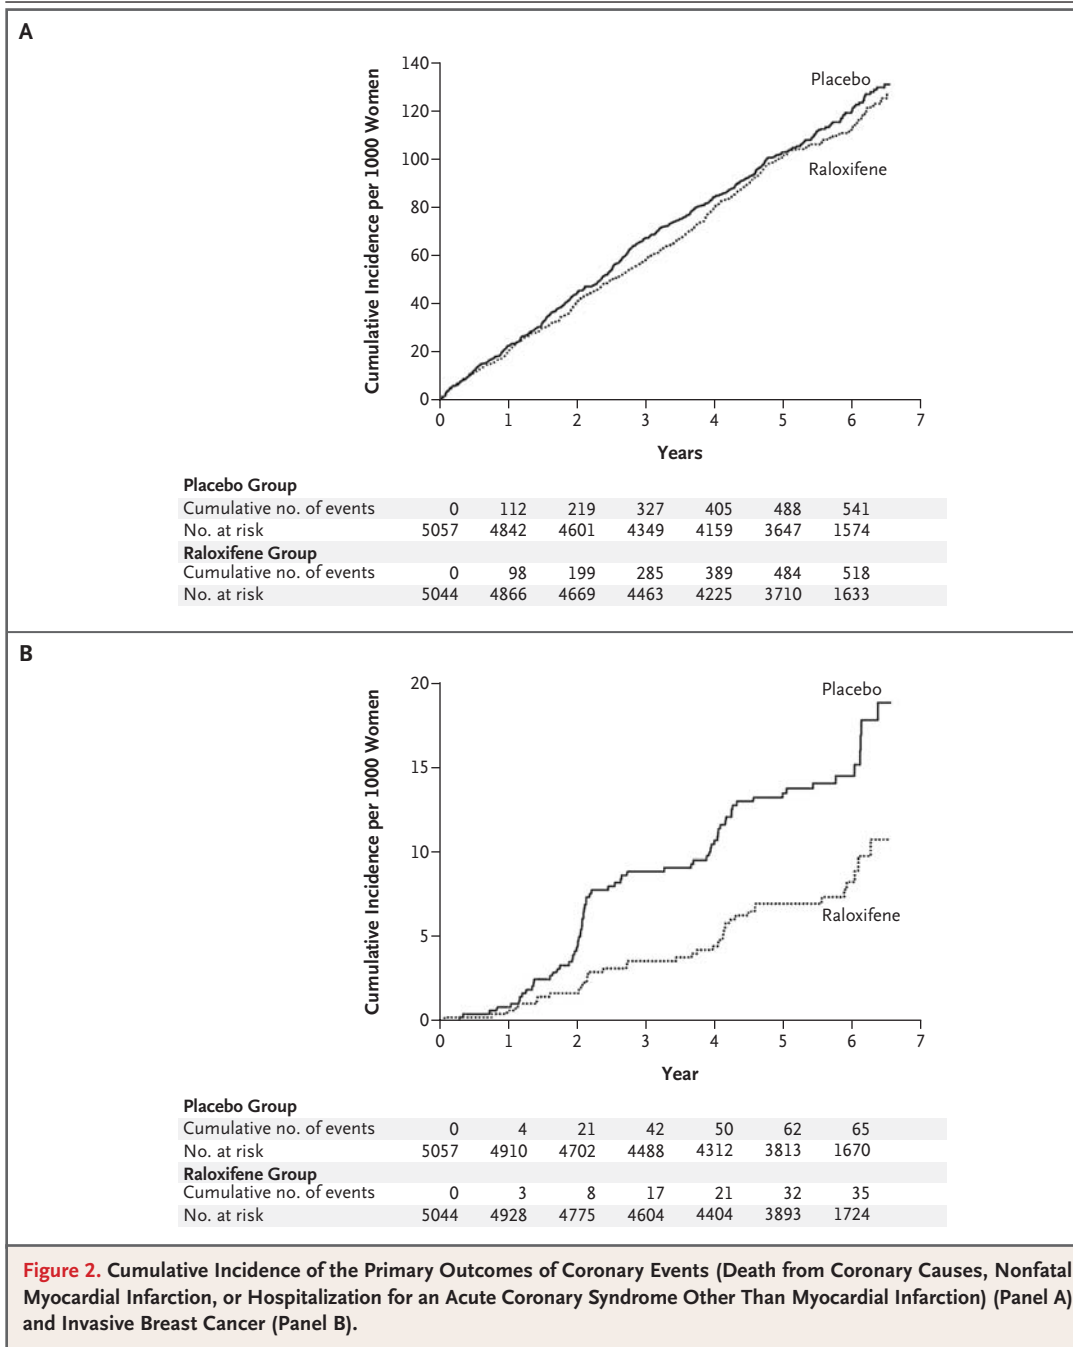 A
Cumulative Incidence per 1000 Women
140
120
100
80
60
40
20
0
Placebo
Raloxifene
0 1 2 3 4 5 6 7
Years
Placebo Group
Cumulative no. of events 0 112 219 327 405 488 541
No. at risk 5057 4842 4601 4349 4159 3647 1574
Raloxifene Group
Cumulative no. of events 0 98 199 285 389 484 518
No. at risk 5044 4866 4669 4463 4225 3710 1633
B
Cumulative Incidence per 1000 Women
20
15
10
5
0
Placebo
Raloxifene
0 1 2 3 4 5 6 7
Year
Placebo Group
Cumulative no. of events 0 4 21 42 50 62 65
No. at risk 5057 4910 4702 4488 4312 3813 1670
Raloxifene Group
Cumulative no. of events 0 3 8 17 21 32 35
No. at risk 5044 4928 4775 4604 4404 3893 1724
Figure 2. Cumulative Incidence of the Primary Outcomes of Coronary Events (Death from Coronary Causes, Nonfatal
Myocardial Infarction, or Hospitalization for an Acute Coronary Syndrome Other Than Myocardial Infarction) (Panel A)
and Invasive Breast Cancer (Panel B).